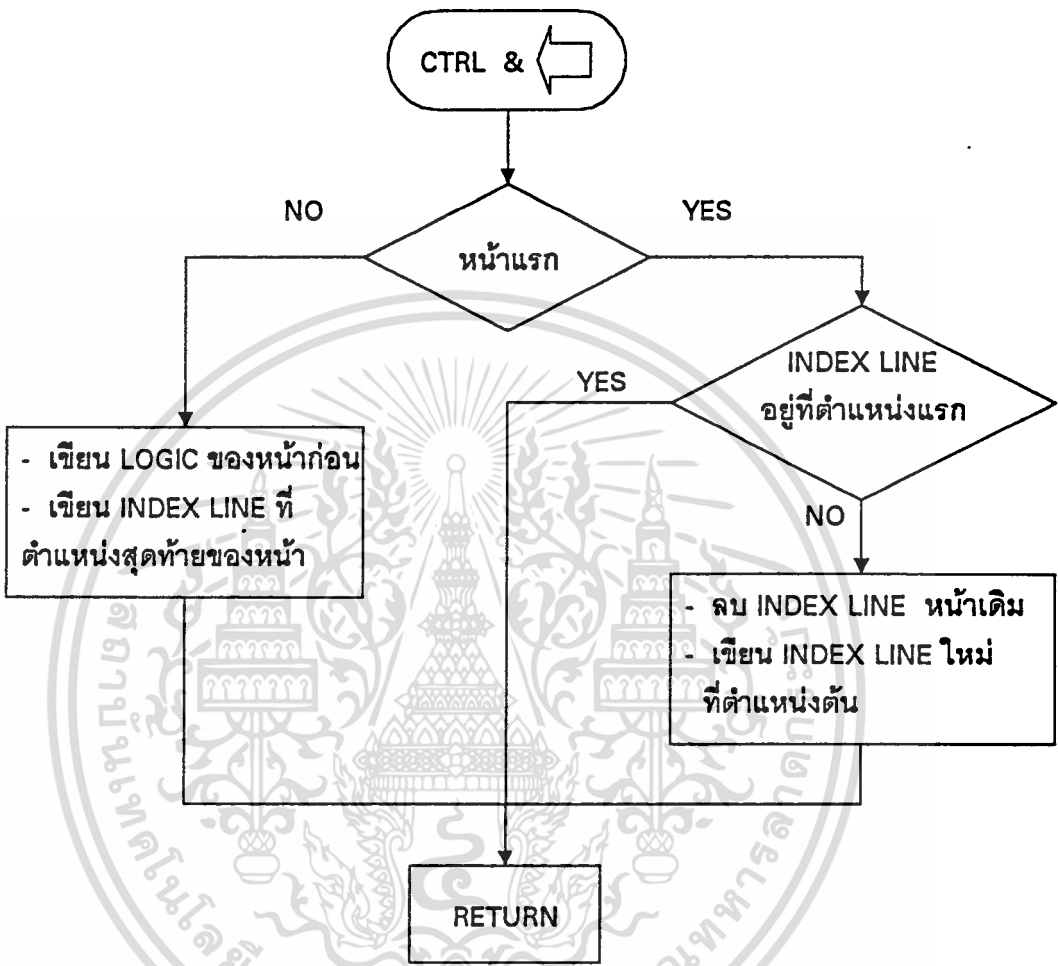 CTRL &
NO
YES
หน้าแรก
INDEX LINE
อยู่ที่ตำแหน่งแรก
YES
NO
- เขียน LOGIC ของหน้าก่อน
- เขียน INDEX LINE ที่
ตำแหน่งสุดท้ายของหน้า
- ลบ INDEX LINE หน้าเดิม
- เขียน INDEX LINE ใหม่
ที่ตำแหน่งต้น
RETURN